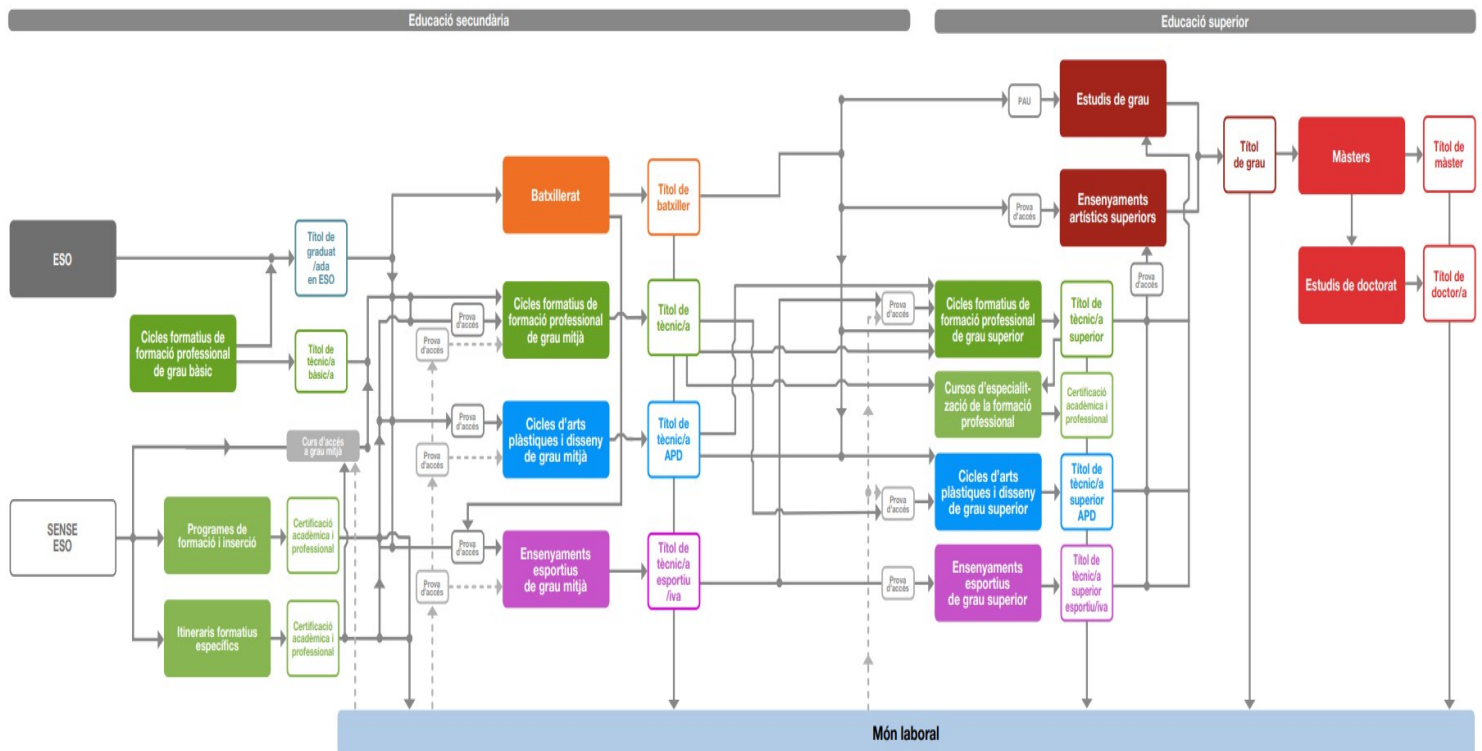 Educació secundària
Educació superior
PAU
Estudis de grau
Títol
de grau
Màsters
Títol de
màster
Batxillerat
Títol de
batxiller
Prova
d'accés
Ensenyaments
artístics superiors
ESO
Títol de
graduat
/ada
en ESO
Prova
d'accés
Estudis de doctorat
Títol de
doctor/a
Cicles formatius de
formació professional
de grau bàsic
Títol de
tècnic/a
bàsic/a
Prova
d'accés
Prova
d'accés
Cicles formatius de
formació professional
de grau mitjà
Títol de
tècnic/a
Prova
d'accés
Cicles formatius de
formació professional
de grau superior
Títol de
tècnic/a
superior
Cursos d'especialit-
zació de la formació
professional
Certificació
acadèmica i
professional
Curs d'accés
a grau mitjà
Prova
d'accés
Prova
d'accés
Cicles d'arts
plàstiques i disseny
de grau mitjà
Títol de
tècnic/a
APD
Prova
d'accés
Cicles d'arts
plàstiques i disseny
de grau superior
Títol de
tècnic/a
superior
APD
SENSE
ESO
Programes de
formació i inserció
Certificació
acadèmica i
professional
Prova
d'accés
Prova
d'accés
Ensenyaments
esportius
de grau mitjà
Títol de
tècnic/a
esportiu
/iva
Prova
d'accés
Ensenyaments
esportius
de grau superior
Títol de
tècnic/a
superior
esportiu/iva
Itineraris formatius
específics
Certificació
acadèmica i
professional
Món laboral